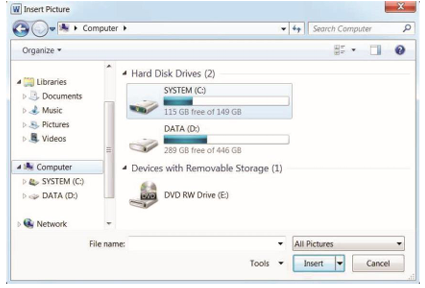 Insert Picture
Computer
Search Computer
Organize
Libraries
Documents
Music
Pictures
Videos
Computer
SYSTEM (C:)
DATA (D:)
Network
Hard Disk Drives (2)
SYSTEM (C:)
115 GB free of 149 GB
DATA (D:)
289 GB free of 446 GB
Devices with Removable Storage (1)
DVD RW Drive (E:)
File name:
All Pictures
Tools
Insert
Cancel